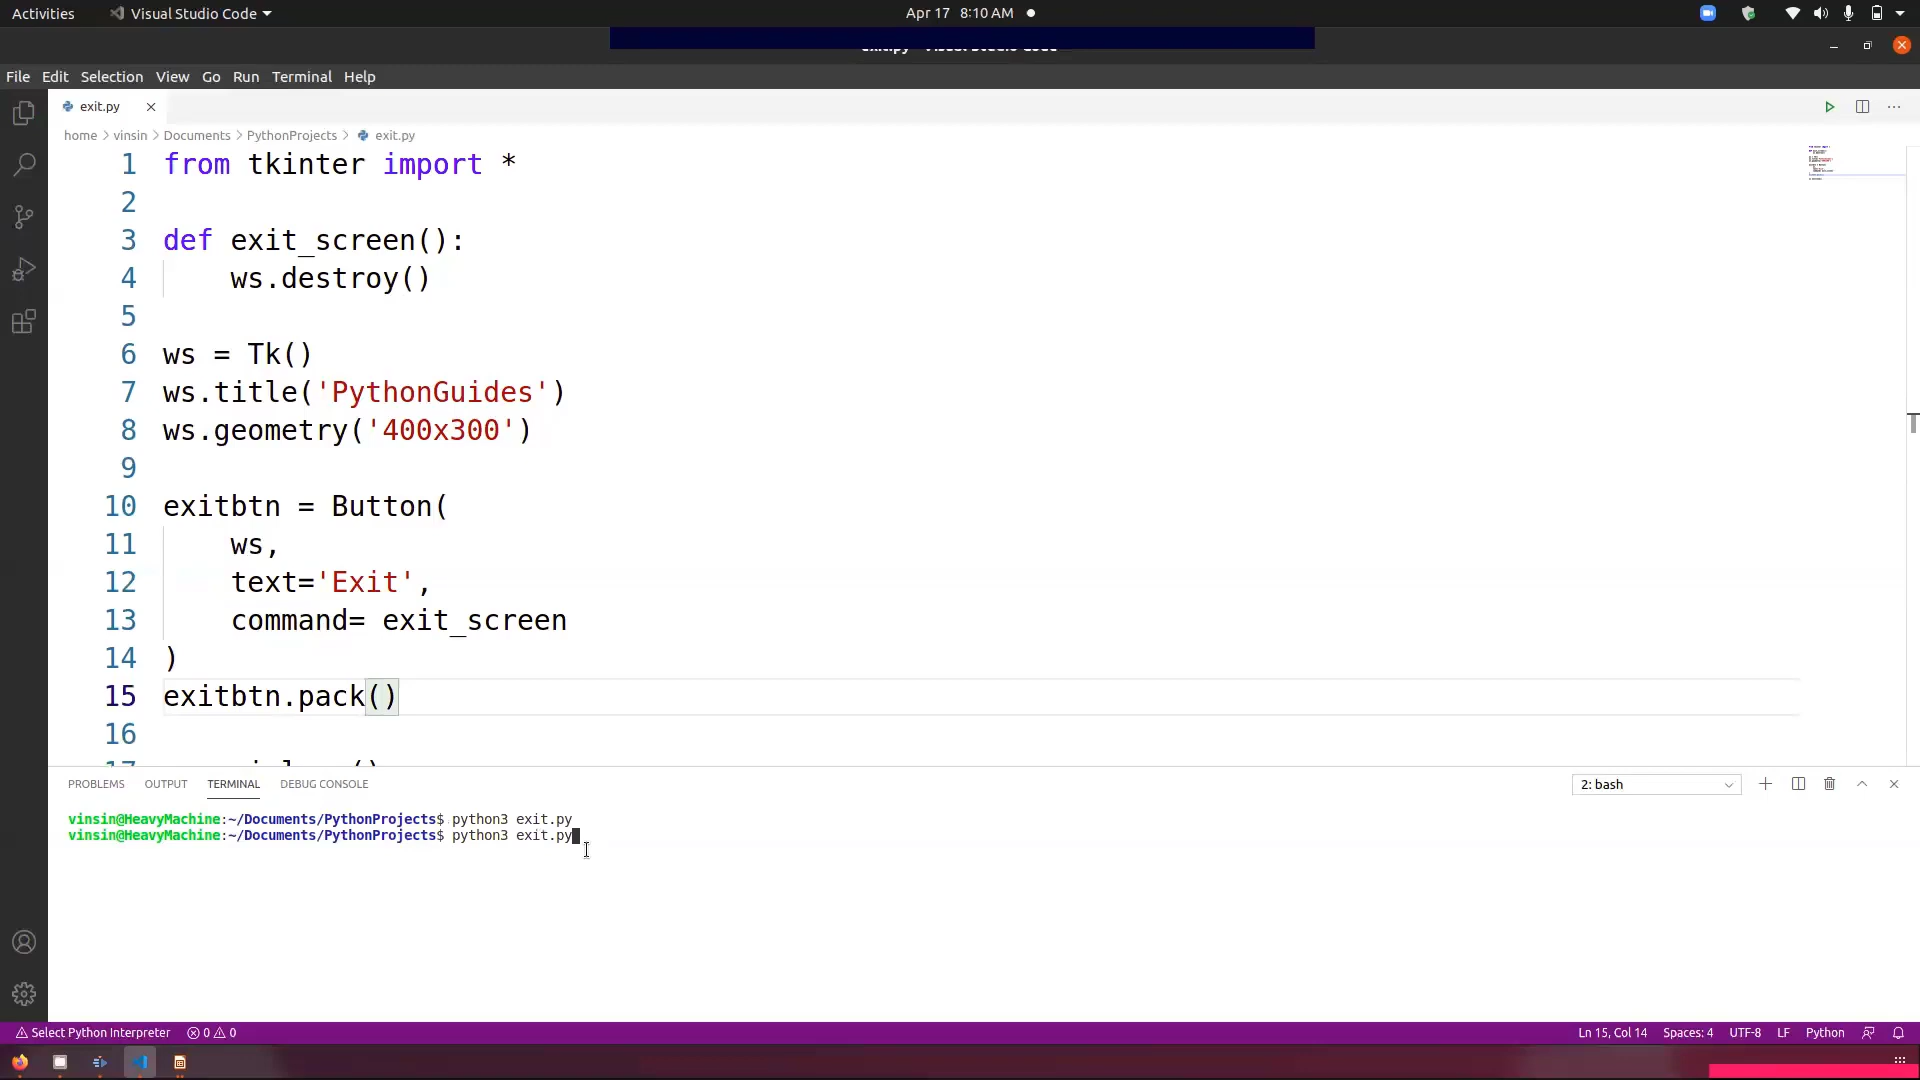 Activities Visual Studio Code Apr 17 8:10 AM
File Edit Selection View Go Run Terminal Help
exit.py
home > vinsin > Documents > PythonProjects > exit.py
1 from tkinter import *
2
3 def exit_screen():
4 ws.destroy()
5
6 ws = Tk()
7 ws.title('PythonGuides')
8 ws.geometry('400x300')
9
10 exitbtn = Button(
11 ws,
12 text='Exit',
13 command= exit_screen
14 )
15 exitbtn.pack()
16
PROBLEMS OUTPUT TERMINAL DEBUG CONSOLE 2: bash
vinsin@HeavyMachine:~/Documents/PythonProjects$ python3 exit.py
vinsin@HeavyMachine:~/Documents/PythonProjects$ python3 exit.py
Select Python Interpreter 0 0 Ln 15, Col 14 Spaces: 4 UTF-8 LF Python